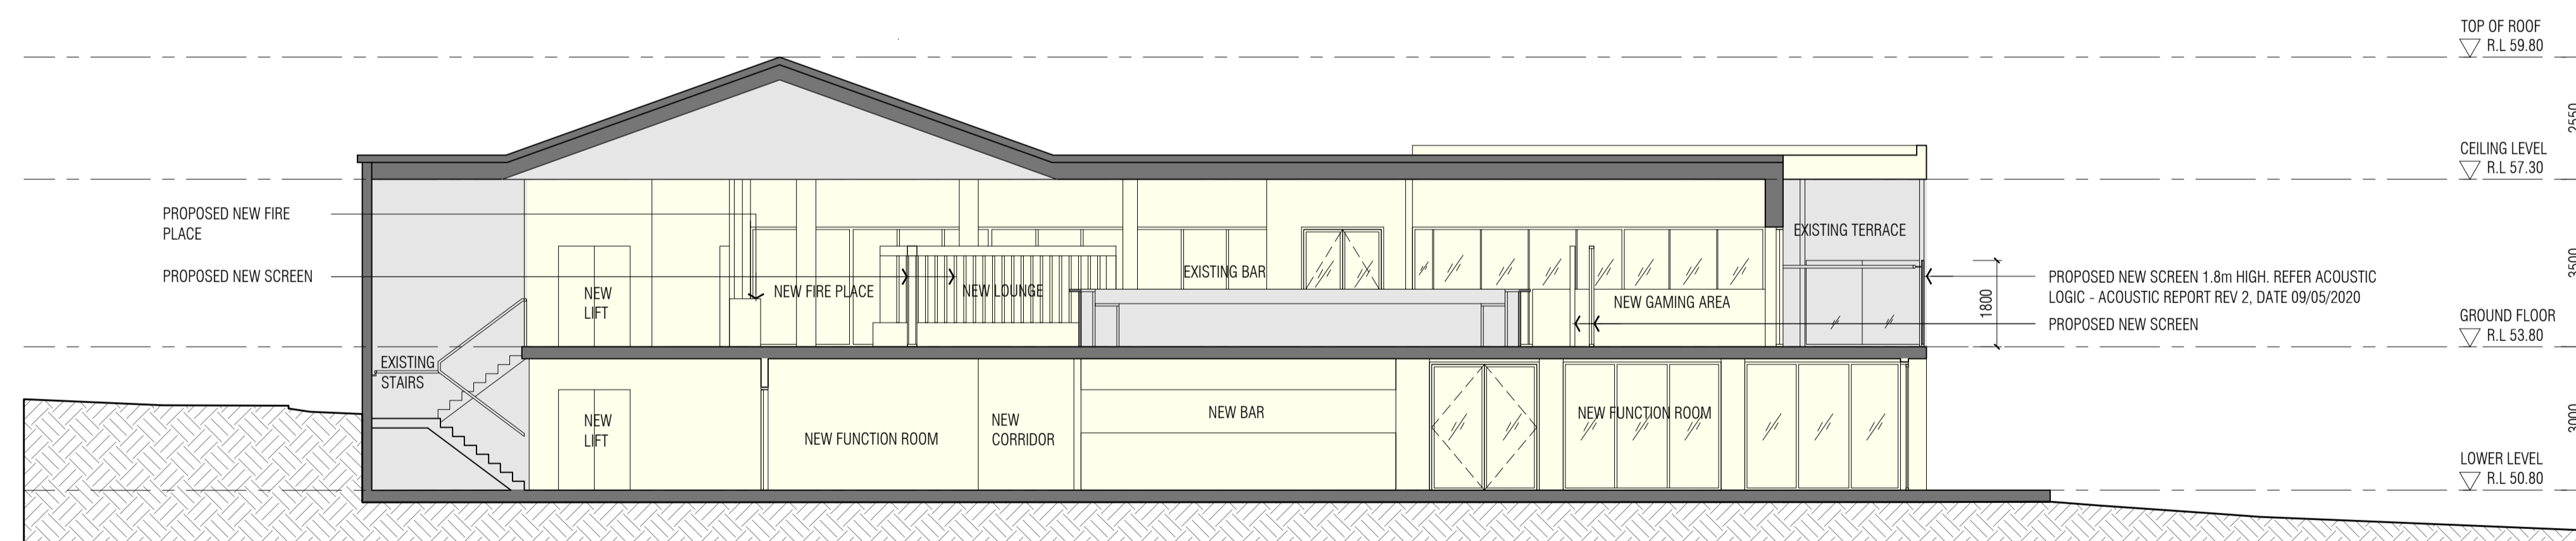 TOP OF ROOF
R.L 59.80
2550
CEILING LEVEL
R.L 57.30
PROPOSED NEW FIRE
PLACE
EXISTING TERRACE
3500
PROPOSED NEW SCREEN
EXISTING BAR
PROPOSED NEW SCREEN 1.8m HIGH. REFER ACOUSTIC
LOGIC - ACOUSTIC REPORT REV 2, DATE 09/05/2020
NEW
LIFT
NEW FIRE PLACE
NEW LOUNGE
NEW GAMING AREA
1800
PROPOSED NEW SCREEN
GROUND FLOOR
R.L 53.80
EXISTING
STAIRS
NEW
LIFT
NEW FUNCTION ROOM
NEW
CORRIDOR
NEW BAR
NEW FUNCTION ROOM
3000
LOWER LEVEL
R.L 50.80